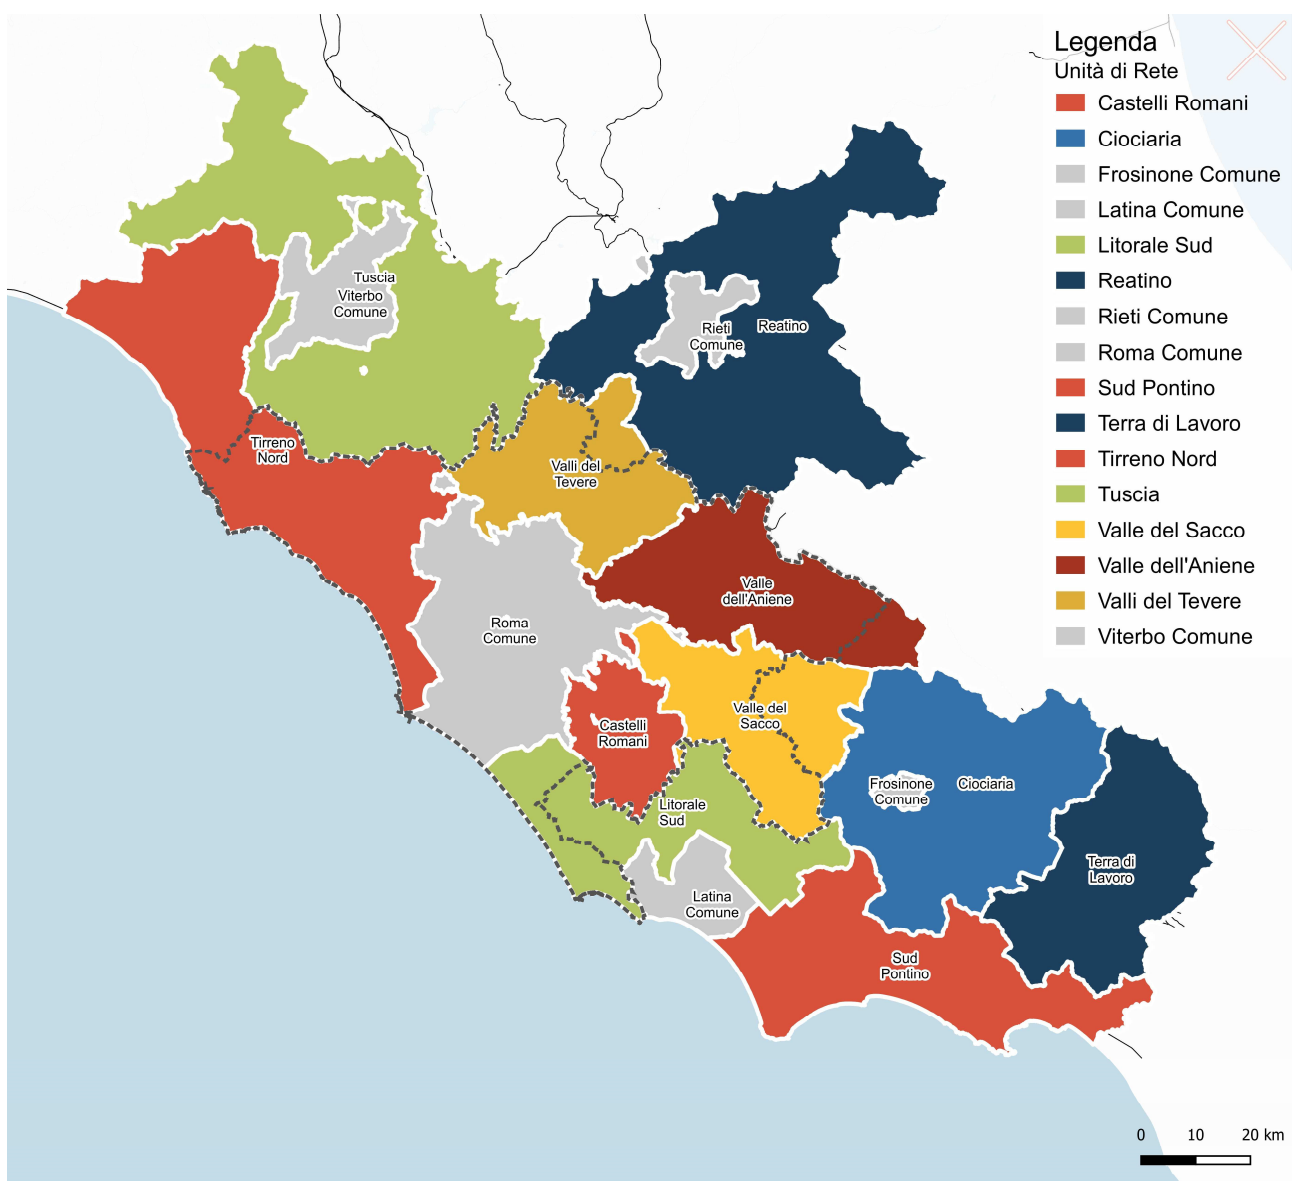 Legenda
Unità di Rete
Castelli Romani
Ciociaria
Frosinone Comune
Latina Comune
Litorale Sud
Reatino
Rieti Comune
Roma Comune
Sud Pontino
Terra di Lavoro
Tirreno Nord
Tuscia
Valle del Sacco
Valle dell'Aniene
Valli del Tevere
Viterbo Comune
Tuscia
Viterbo
Comune
Rieti
Comune
Reatino
Tirreno
Nord
Valli del
Tevere
Valle
dell'Aniene
Roma
Comune
Valle del
Sacco
Castelli
Romani
Frosinone
Comune
Ciociaria
Litorale
Sud
Terra di
Lavoro
Latina
Comune
Sud
Pontino
0 10 20 km